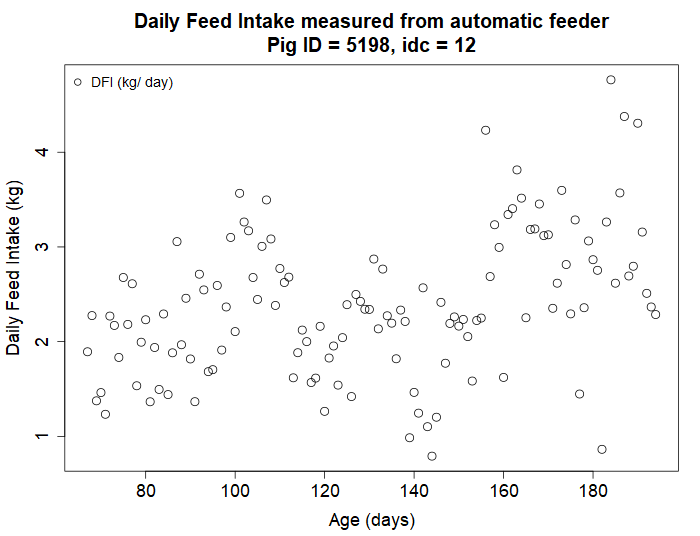 Daily Feed Intake measured from automatic feeder
Pig ID = 5198, idc = 12
DFI (kg/ day)
Daily Feed Intake (kg)
4
3
2
1
80 100 120 140 160 180
Age (days)